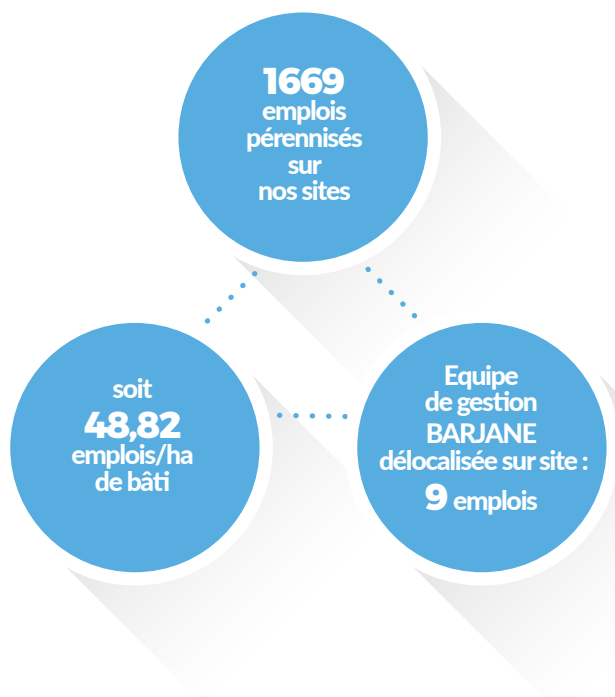 1669
emplois
pérennisés
sur
nos sites
soit
48,82
emplois/ha
de bâti
Equipe
de gestion
BARJANE
délocalisée sur site :
9 emplois